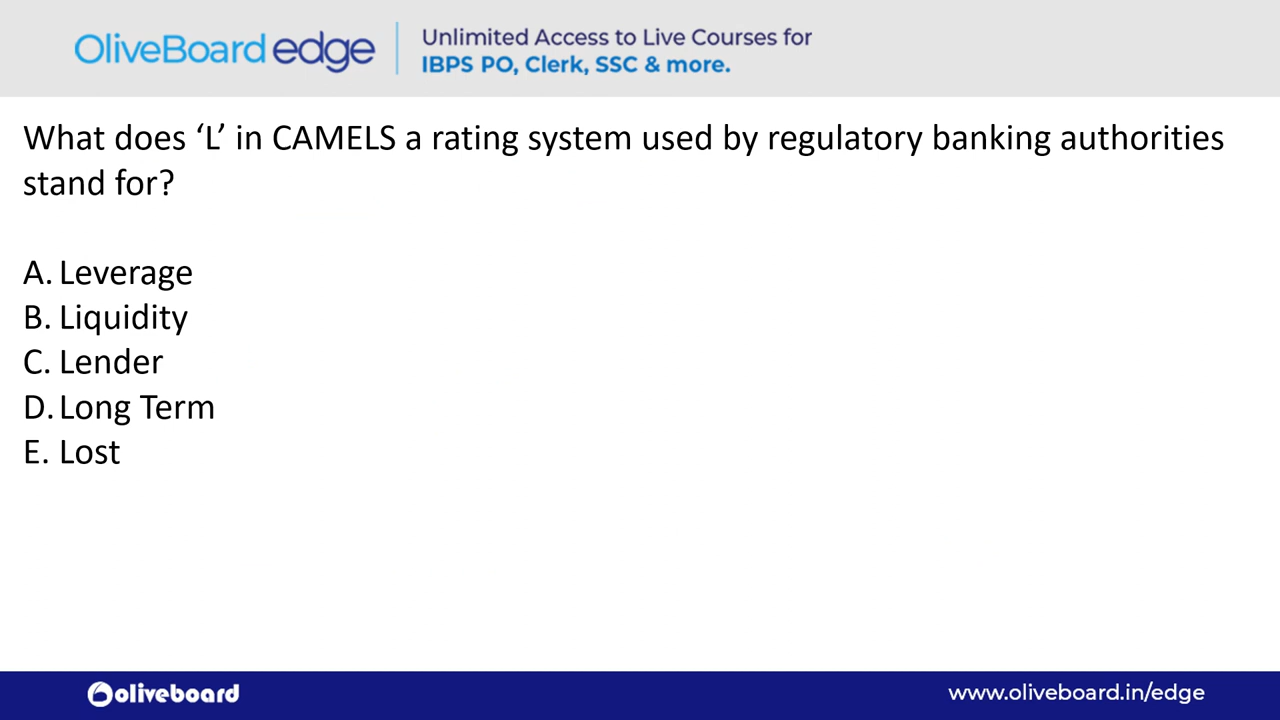 OliveBoard edge
Unlimited Access to Live Courses for
IBPS PO, Clerk, SSC & more.
What does ‘L’ in CAMELS a rating system used by regulatory banking authorities
stand for?
A. Leverage
B. Liquidity
C. Lender
D. Long Term
E. Lost
oliveboard
www.oliveboard.in/edge